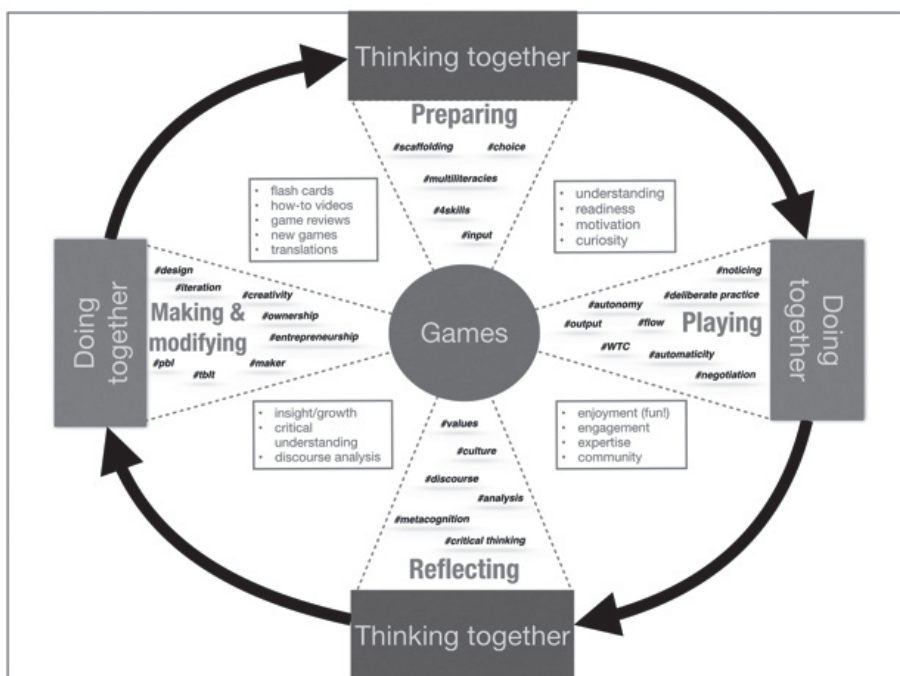 Thinking together
Preparing
#scaffolding
#choice
#multiliteracies
#4skills
#input
• flash cards
• how-to videos
• game reviews
• new games
• translations
• understanding
• readiness
• motivation
• curiosity
Doing
together
#design
#iteration
#creativity
#ownership
Making &
modifying
#entrepreneurship
#pbl
#maker
#tblt
Games
#noticing
#deliberate practice
#autonomy
#output
#flow
Playing
#WTC
#automaticity
#negotiation
Doing
together
• insight/growth
• critical
understanding
• discourse analysis
• enjoyment (fun!)
• engagement
• expertise
• community
#values
#culture
#discourse
#analysis
#metacognition
#critical thinking
Reflecting
Thinking together